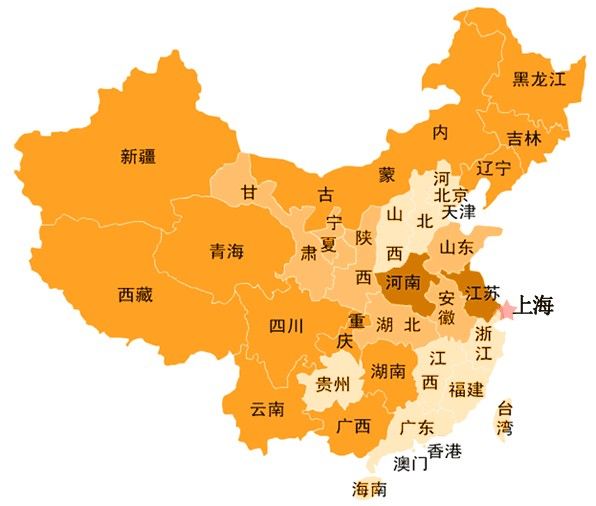 黑龙江
吉林
辽宁
内
蒙
古
新疆
甘
肃
宁
夏
陕
西
山
西
河
北
北京
天津
山东
青海
西藏
河南
江苏
上海
安
徽
四川
重
庆
湖北
浙
江
贵州
湖南
江
西
福建
云南
广西
广东
台
湾
香港
澳门
海南